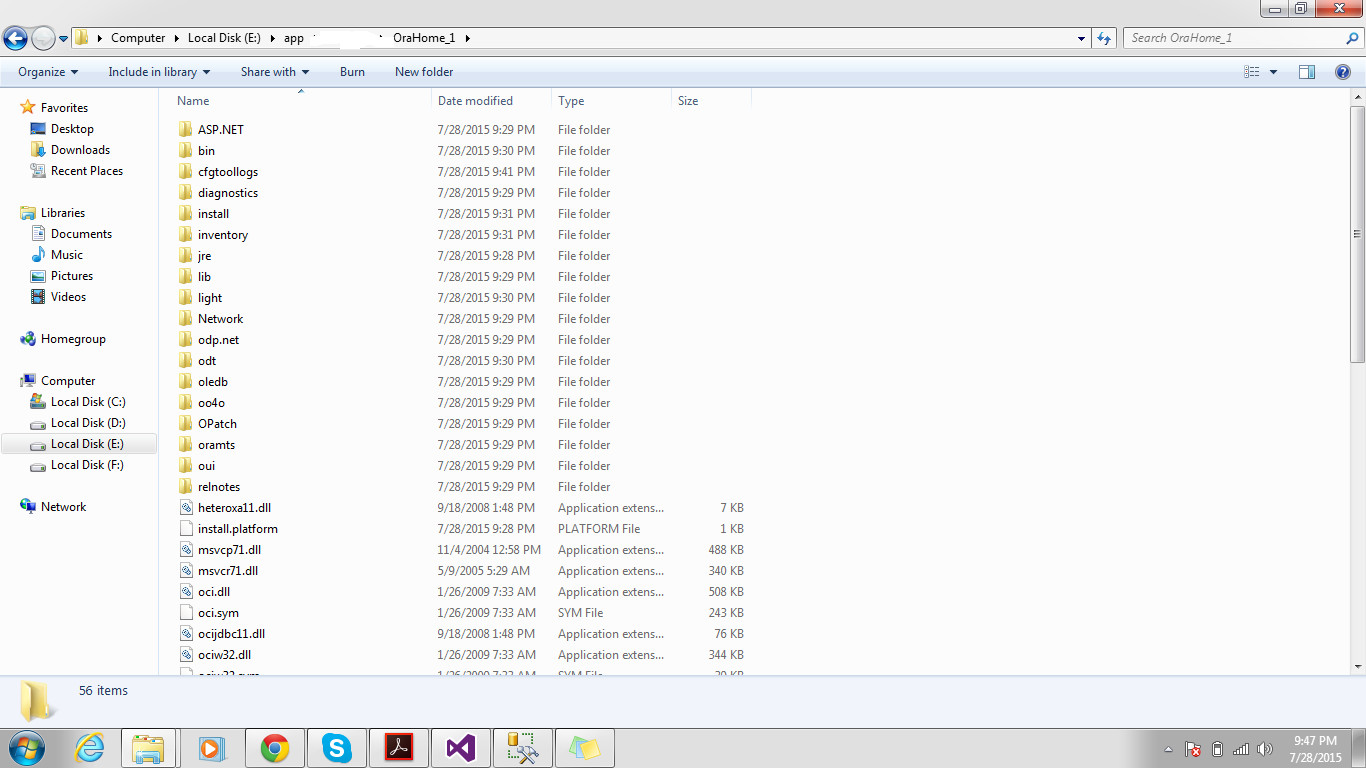 Computer Local Disk (E:) app OraHome_1 Search OraHome_1
Organize Include in library Share with Burn New folder
Name Date modified Type Size
Favorites
Desktop
Downloads
Recent Places
Libraries
Documents
Music
Pictures
Videos
Homegroup
Computer
Local Disk (C:)
Local Disk (D:)
Local Disk (E:)
Local Disk (F:)
Network
ASP.NET 7/28/2015 9:29 PM File folder
bin 7/28/2015 9:30 PM File folder
cfgtoollogs 7/28/2015 9:41 PM File folder
diagnostics 7/28/2015 9:29 PM File folder
install 7/28/2015 9:31 PM File folder
inventory 7/28/2015 9:31 PM File folder
jre 7/28/2015 9:28 PM File folder
lib 7/28/2015 9:29 PM File folder
light 7/28/2015 9:30 PM File folder
Network 7/28/2015 9:29 PM File folder
odp.net 7/28/2015 9:29 PM File folder
odt 7/28/2015 9:30 PM File folder
oledb 7/28/2015 9:29 PM File folder
oo4o 7/28/2015 9:29 PM File folder
OPatch 7/28/2015 9:29 PM File folder
oramts 7/28/2015 9:29 PM File folder
oui 7/28/2015 9:29 PM File folder
relnotes 7/28/2015 9:29 PM File folder
heteroxa11.dll 9/18/2008 1:48 PM Application extens... 7 KB
install.platform 7/28/2015 9:28 PM PLATFORM File 1 KB
msvcp71.dll 11/4/2004 12:58 PM Application extens... 488 KB
msvcr71.dll 5/9/2005 5:29 AM Application extens... 340 KB
oci.dll 1/26/2009 7:33 AM Application extens... 508 KB
oci.sym 1/26/2009 7:33 AM SYM File 243 KB
ocijdbc11.dll 9/18/2008 1:48 PM Application extens... 76 KB
ociw32.dll 1/26/2009 7:33 AM Application extens... 344 KB
56 items
9:47 PM
7/28/2015